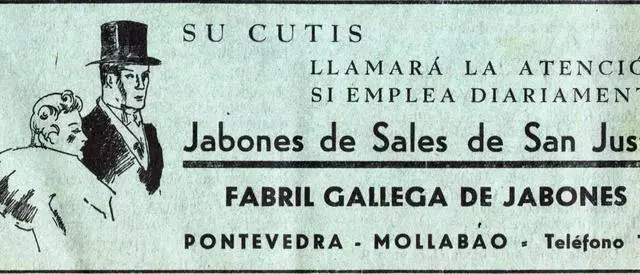 SU CUTIS
LLAMARÁ LA ATENCIÓ
SI EMPLEA DIARIAMENT
Jabones de Sales de San Jus
FABRIL GALLEGA DE JABONES
PONTEVEDRA - MOLLABAO - Teléfono